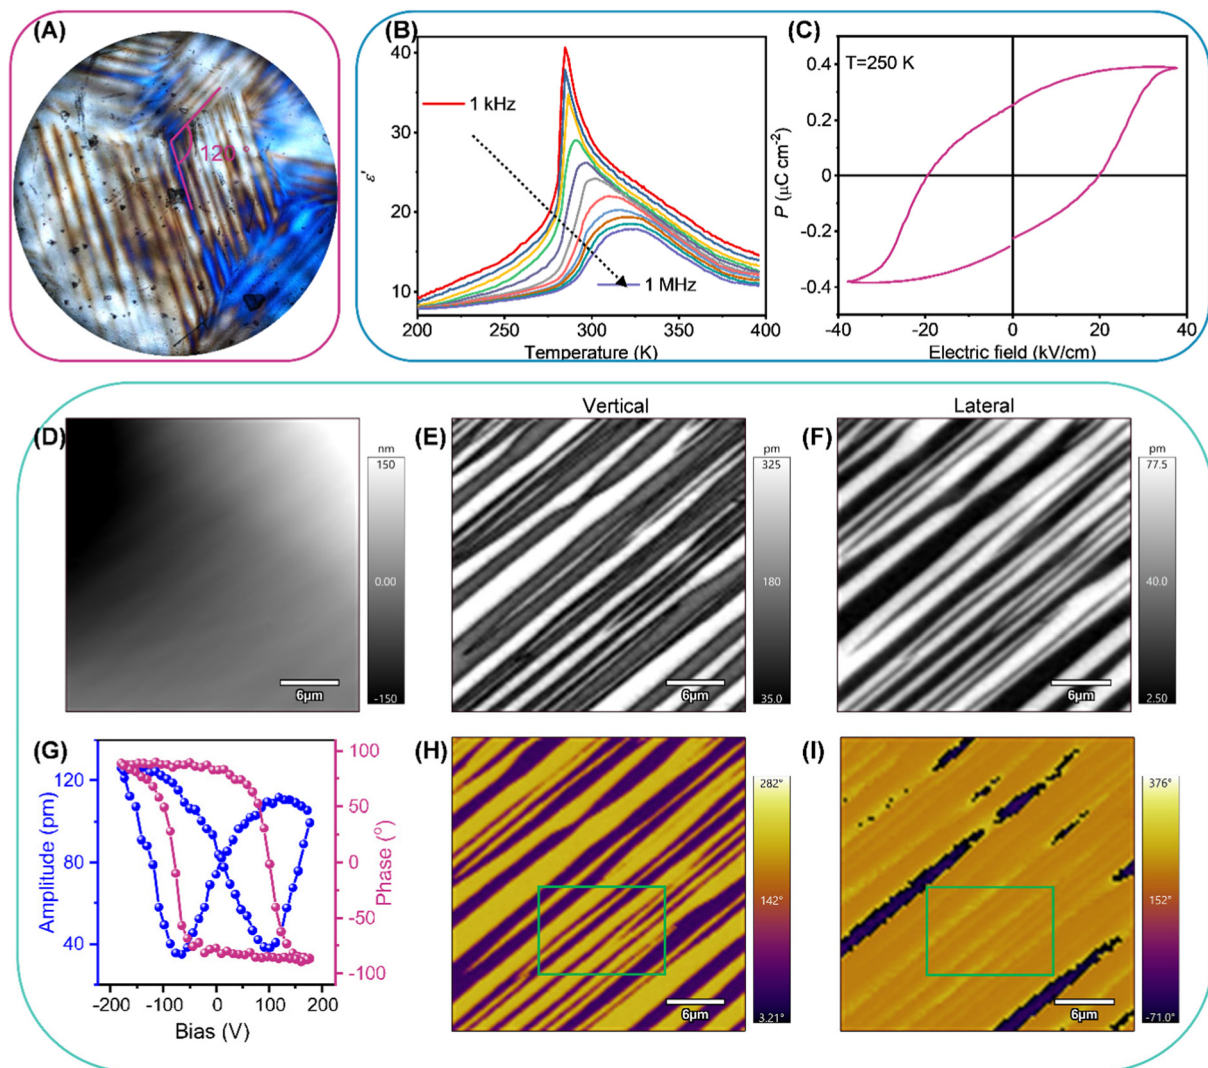 (A)
120 °
(B)
40
30
20
10
ε'
1 kHz
1 MHz
200
250
300
350
400
Temperature (K)
(C)
T=250 K
0.4
0.2
0
-0.2
-0.4
P (μC cm-2)
-40
-20
0
20
40
Electric field (kV/cm)
Vertical
Lateral
(D)
nm
150
0.00
-150
6μm
(E)
pm
325
180
35.0
6μm
(F)
pm
77.5
40.0
2.50
6μm
(G)
120
80
40
Amplitude (pm)
100
50
0
-50
-100
Phase (°)
-200
-100
0
100
200
Bias (V)
(H)
282°
142°
3.21°
6μm
(I)
376°
152°
-71.0°
6μm